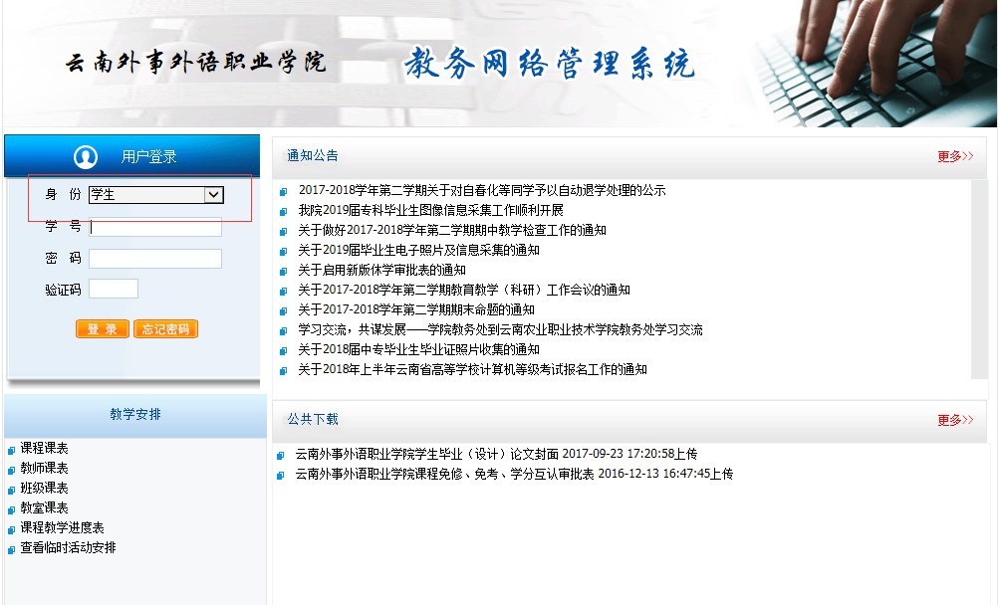 云南外事外语职业学院 教务网络管理系统
用户登录
身 份 学生
学 号
密 码
验证码
登 录 忘记密码
教学安排
课程课表
教师课表
班级课表
教室课表
课程教学进度表
查看临时活动安排
通知公告 更多>>
2017-2018学年第二学期关于对自春化等同学予以自动退学处理的公示
我院2019届专科毕业生图像信息采集工作顺利开展
关于做好2017-2018学年第二学期期中教学检查工作的通知
关于2019届毕业生电子照片及信息采集的通知
关于启用新版休学审批表的通知
关于2017-2018学年第二学期教育教学（科研）工作会议的通知
关于2017-2018学年第二学期期末命题的通知
学习交流，共谋发展——学院教务处到云南农业职业技术学院教务处学习交流
关于2018届中专毕业生毕业证照片收集的通知
关于2018年上半年云南省高等学校计算机等级考试报名工作的通知
公共下载 更多>>
云南外事外语职业学院学生毕业（设计）论文封面 2017-09-23 17:20:58上传
云南外事外语职业学院课程免修、免考、学分互认审批表 2016-12-13 16:47:45上传